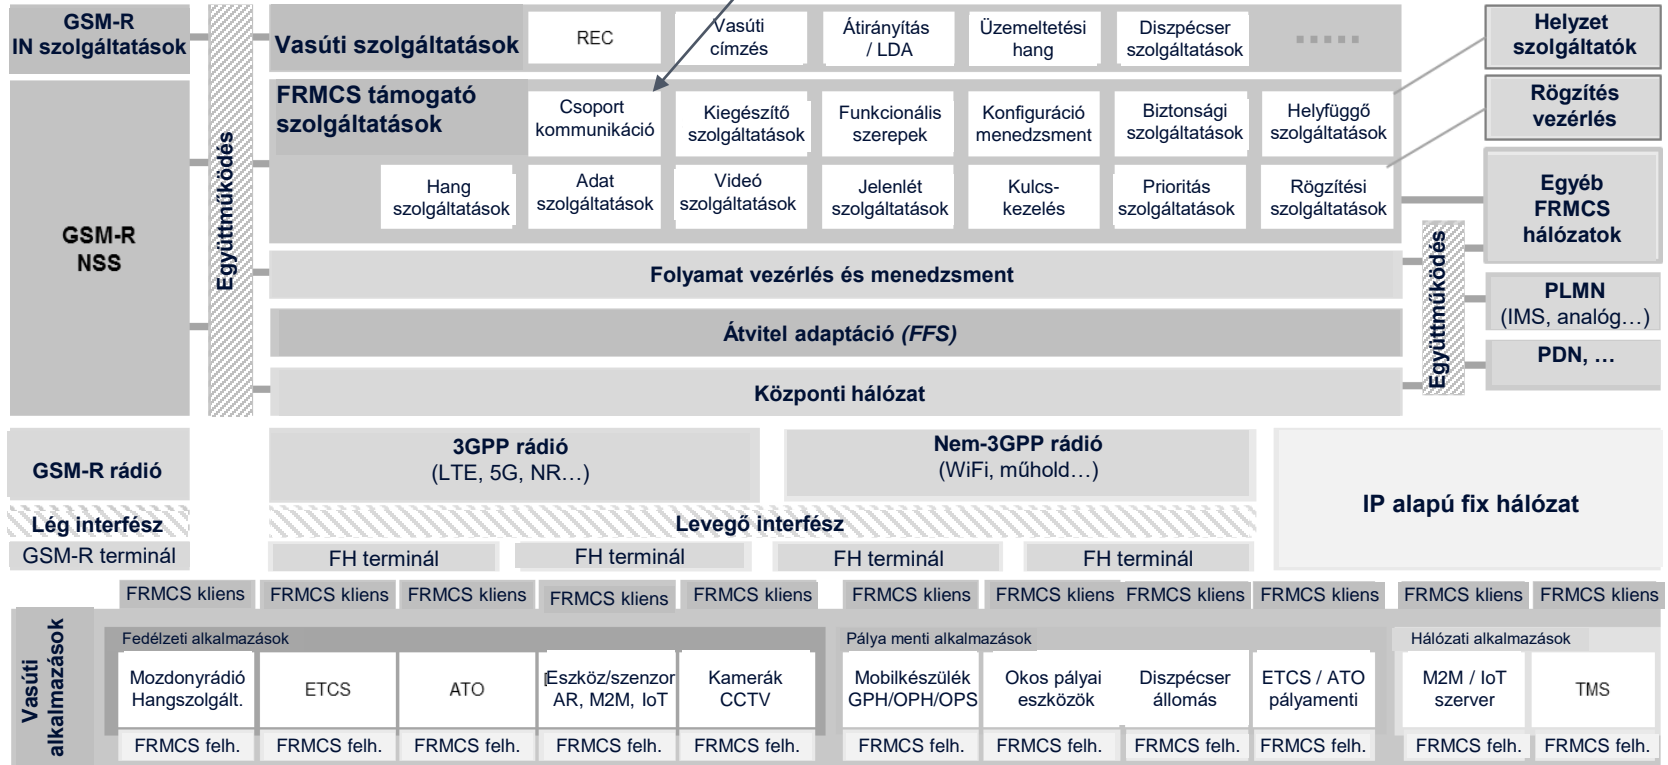 GSM-R
IN szolgáltatások
Vasúti szolgáltatások
REC
Vasúti
címzés
Átirányítás
/ LDA
Üzemeltetési
hang
Diszpécser
szolgáltatások
.....
Helyzet
szolgáltatók
GSM-R
NSS
Együttműködés
FRMCS támogató
szolgáltatások
Csoport
kommunikáció
Kiegészítő
szolgáltatások
Funkcionális
szerepek
Konfiguráció
menedzsment
Biztonsági
szolgáltatások
Helyfüggő
szolgáltatások
Rögzítés
vezérlés
Hang
szolgáltatások
Adat
szolgáltatások
Videó
szolgáltatások
Jelenlét
szolgáltatások
Kulcs-
kezelés
Prioritás
szolgáltatások
Rögzítési
szolgáltatások
Egyéb
FRMCS
hálózatok
Folyamat vezérlés és menedzsment
Átvitel adaptáció (FFS)
Központi hálózat
Együttműködés
PLMN
(IMS, analóg…)
PDN, …
GSM-R rádió
3GPP rádió
(LTE, 5G, NR…)
Nem-3GPP rádió
(WiFi, műhold…)
IP alapú fix hálózat
Lég interfész
Levegő interfész
GSM-R terminál
FH terminál
FH terminál
FH terminál
FH terminál
FRMCS kliens
FRMCS kliens
FRMCS kliens
FRMCS kliens
FRMCS kliens
FRMCS kliens
FRMCS kliens
FRMCS kliens
FRMCS kliens
FRMCS kliens
FRMCS kliens
Vasúti
alkalmazások
Fedélzeti alkalmazások
Mozdonyrádió
Hangszolgált.
ETCS
ATO
Eszköz/szenzor
AR, M2M, IoT
Kamerák
CCTV
Pálya menti alkalmazások
Mobilkészülék
GPH/OPH/OPS
Okos pályai
eszközök
Diszpécser
állomás
ETCS / ATO
pályamenti
Hálózati alkalmazások
M2M / IoT
szerver
TMS
FRMCS felh.
FRMCS felh.
FRMCS felh.
FRMCS felh.
FRMCS felh.
FRMCS felh.
FRMCS felh.
FRMCS felh.
FRMCS felh.
FRMCS felh.
FRMCS felh.